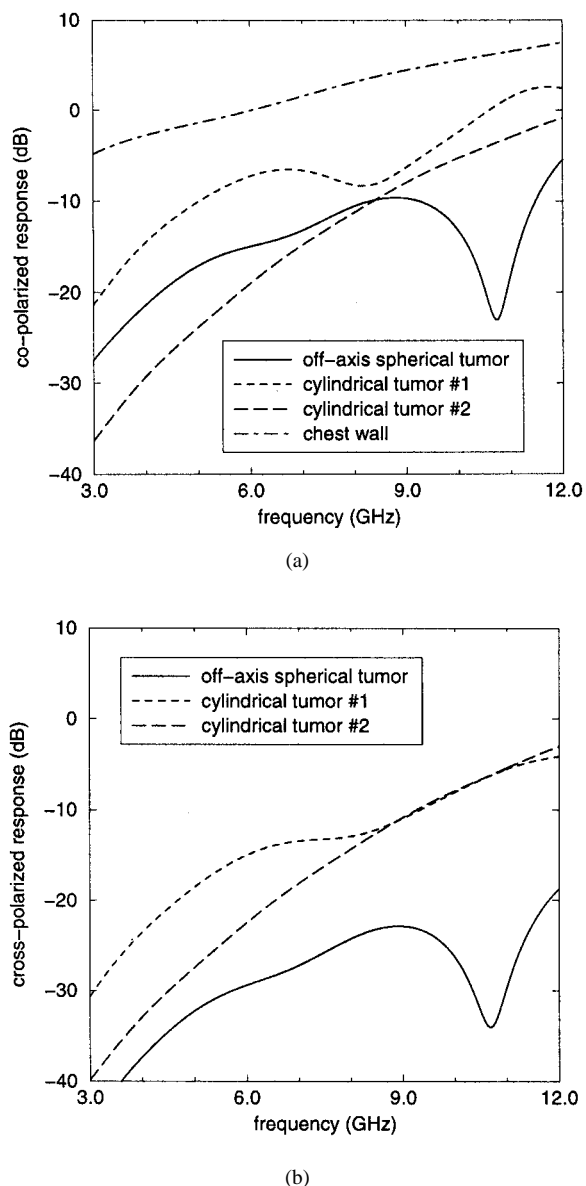 10
0
−10
−20
−30
−40
co−polarized response (dB)
off−axis spherical tumor
cylindrical tumor #1
cylindrical tumor #2
chest wall
3.0 6.0 9.0 12.0
frequency (GHz)
(a)
10
0
−10
−20
−30
−40
cross−polarized response (dB)
off−axis spherical tumor
cylindrical tumor #1
cylindrical tumor #2
3.0 6.0 9.0 12.0
frequency (GHz)
(b)